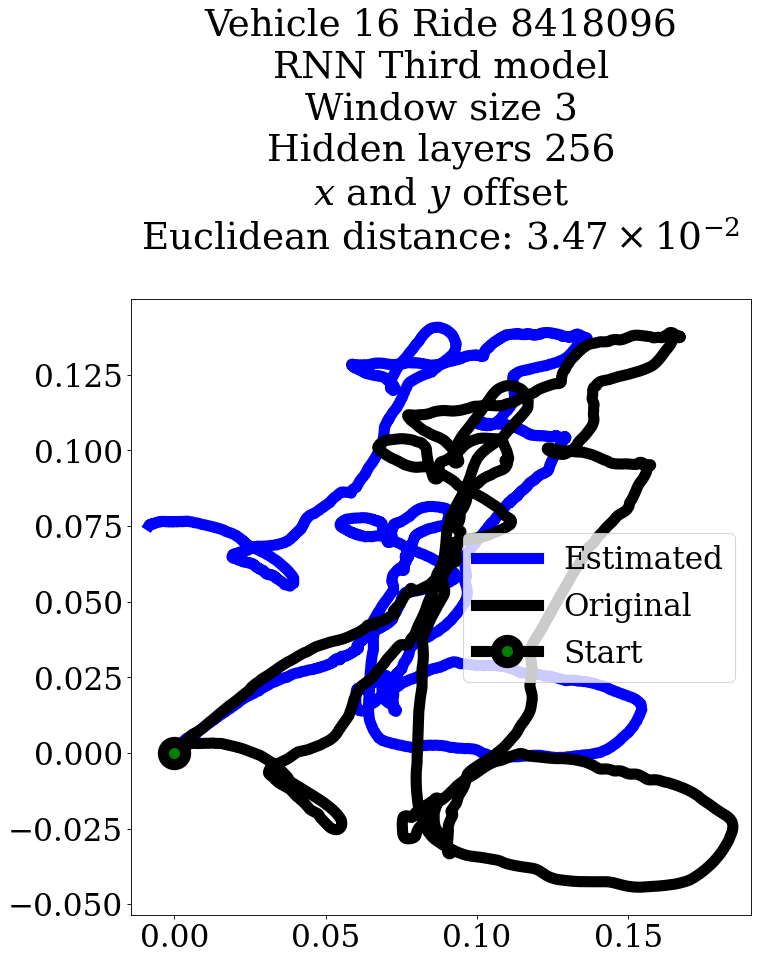 Vehicle 16 Ride 8418096
RNN Third model
Window size 3
Hidden layers 256
x and y offset
Euclidean distance: 3.47 × 10⁻²
0.125
0.100
0.075
0.050
0.025
0.000
−0.025
−0.050
Estimated
Original
Start
0.00 0.05 0.10 0.15